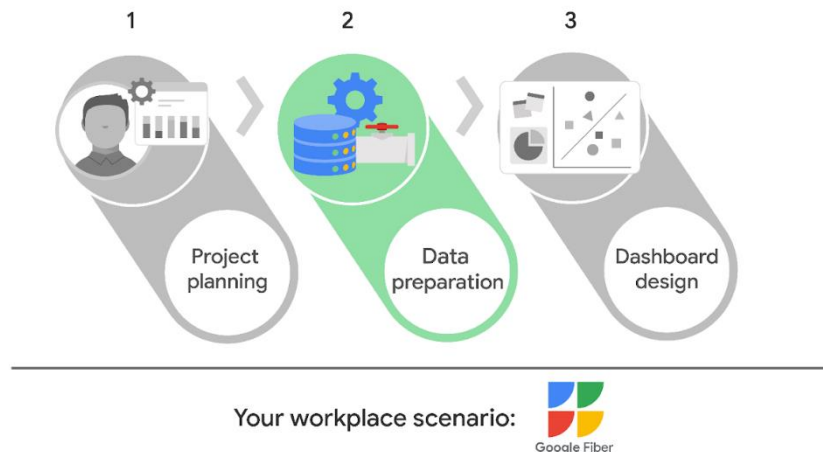 1
2
3
Project
planning
Data
preparation
Dashboard
design
Your workplace scenario:
Google Fiber